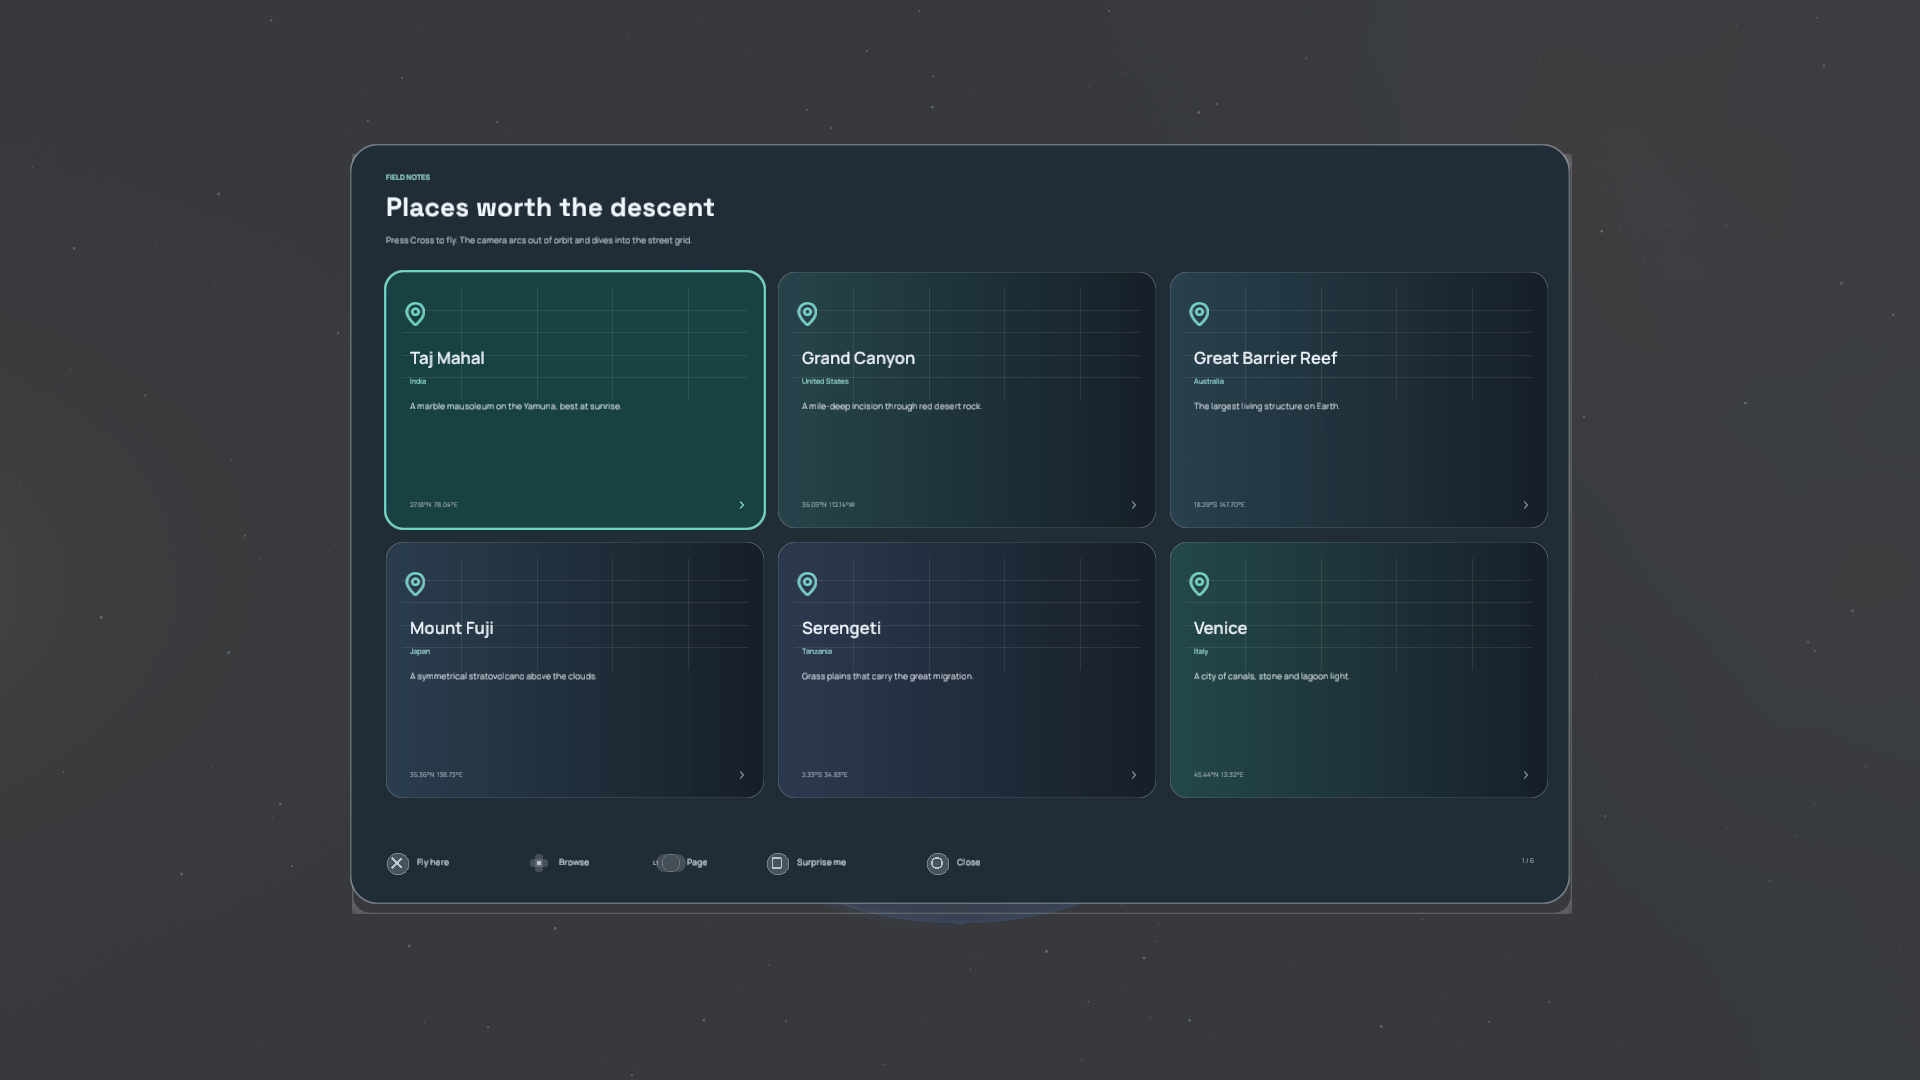 FIELD NOTES
Places worth the descent
Press Cross to fly. The camera arcs out of orbit and dives into the street grid.
Taj Mahal
India
A marble mausoleum on the Yamuna, best at sunrise.
27.18°N 78.04°E
Grand Canyon
United States
A mile-deep incision through red desert rock.
36.05°N 112.14°W
Great Barrier Reef
Australia
The largest living structure on Earth.
18.29°S 147.70°E
Mount Fuji
Japan
A symmetrical stratovolcano above the clouds.
35.36°N 138.73°E
Serengeti
Tanzania
Grass plains that carry the great migration.
2.33°S 34.83°E
Venice
Italy
A city of canals, stone and lagoon light.
45.44°N 12.32°E
Fly here
Browse
Page
Surprise me
Close
1 / 6